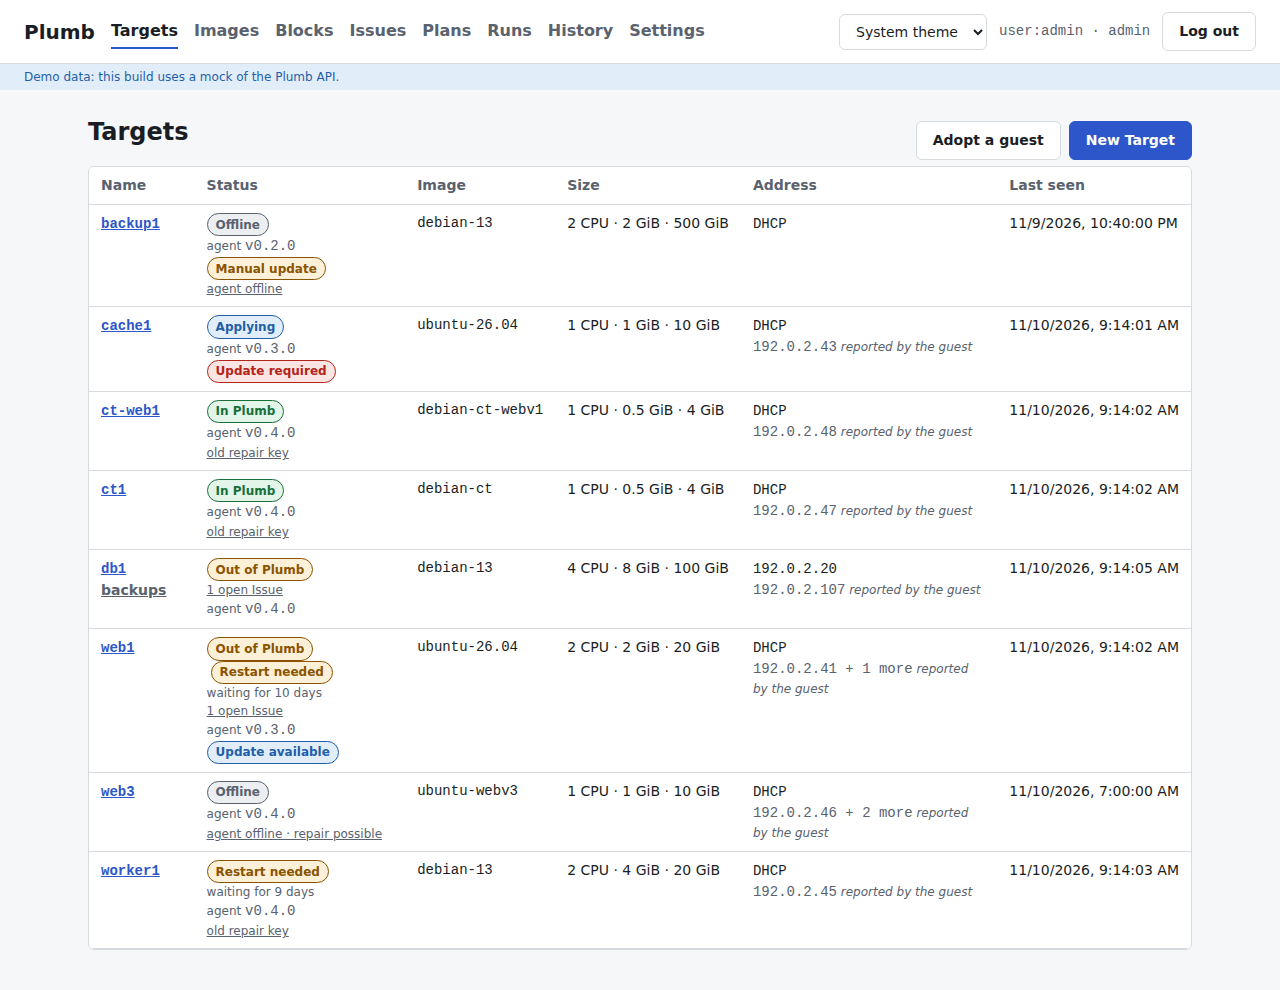 Plumb Targets Images Blocks Issues Plans Runs History Settings System theme user:admin · admin Log out
Demo data: this build uses a mock of the Plumb API.
Targets
Adopt a guest New Target
Name Status Image Size Address Last seen
backup1 Offline debian-13 2 CPU · 2 GiB · 500 GiB DHCP 11/9/2026, 10:40:00 PM
agent v0.2.0
Manual update
agent offline
cache1 Applying ubuntu-26.04 1 CPU · 1 GiB · 10 GiB DHCP 11/10/2026, 9:14:01 AM
agent v0.3.0 192.0.2.43 reported by the guest
Update required
ct-web1 In Plumb debian-ct-webv1 1 CPU · 0.5 GiB · 4 GiB DHCP 11/10/2026, 9:14:02 AM
agent v0.4.0 192.0.2.48 reported by the guest
old repair key
ct1 In Plumb debian-ct 1 CPU · 0.5 GiB · 4 GiB DHCP 11/10/2026, 9:14:02 AM
agent v0.4.0 192.0.2.47 reported by the guest
old repair key
db1 Out of Plumb debian-13 4 CPU · 8 GiB · 100 GiB 192.0.2.20 11/10/2026, 9:14:05 AM
backups 1 open Issue 192.0.2.107 reported by the guest
agent v0.4.0
web1 Out of Plumb ubuntu-26.04 2 CPU · 2 GiB · 20 GiB DHCP 11/10/2026, 9:14:02 AM
Restart needed 192.0.2.41 + 1 more reported
waiting for 10 days by the guest
1 open Issue
agent v0.3.0
Update available
web3 Offline ubuntu-webv3 1 CPU · 1 GiB · 10 GiB DHCP 11/10/2026, 7:00:00 AM
agent v0.4.0 192.0.2.46 + 2 more reported
agent offline · repair possible by the guest
worker1 Restart needed debian-13 2 CPU · 4 GiB · 20 GiB DHCP 11/10/2026, 9:14:03 AM
waiting for 9 days 192.0.2.45 reported by the guest
agent v0.4.0
old repair key